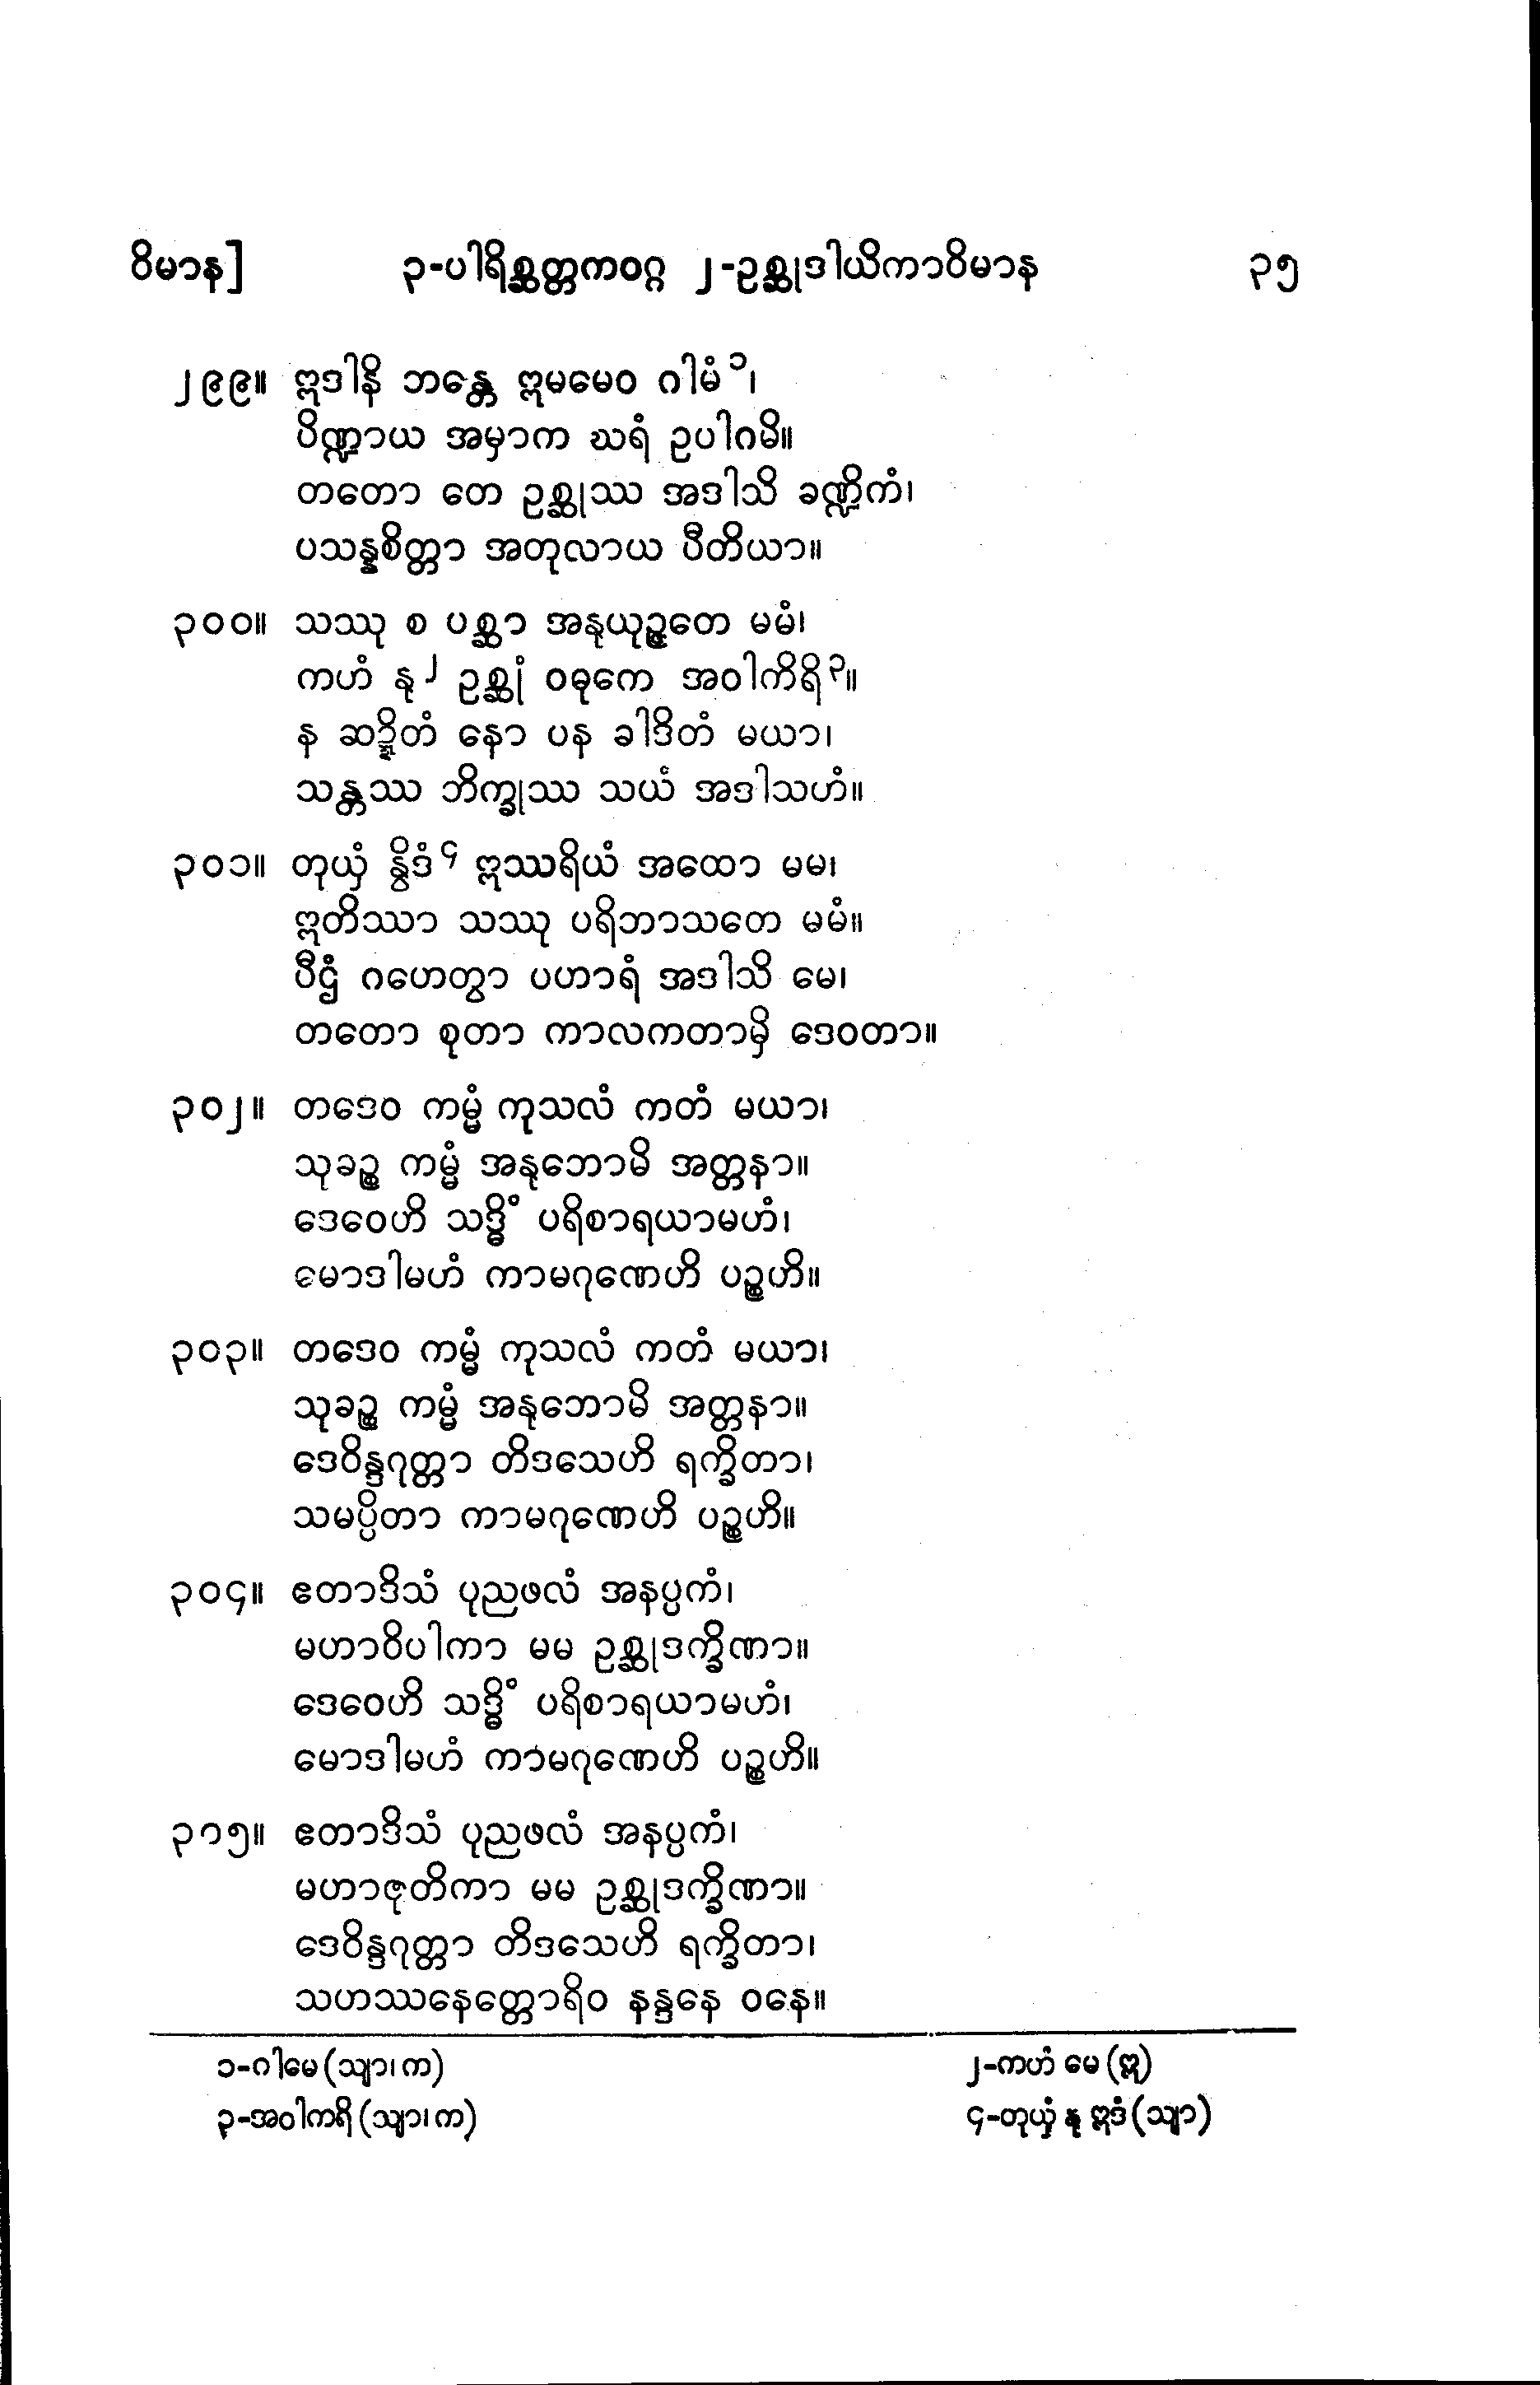 ဝိမာန] ၃-ပါရိစ္ဆတ္တကဝဂ္ဂ ၂-ဥစ္ဆုဒါယိကာဝိမာန ၃၅
၂၉၉။ ဣဒါနိ ဘန္တေ ဣမမေဝ ဂါမံ ၁၊
ပိဏ္ဍာယ အမှာက ဃရံ ဥပါဂမိ။
တတော တေ ဥစ္ဆုဿ အဒါသိ ခဏ္ဍိကံ၊
ပသန္နစိတ္တာ အတုလာယ ပီတိယာ။
၃၀၀။ သဿု စ ပစ္ဆာ အနုယုဉ္ဇတေ မမံ၊
ကဟံ နု ၂ ဥစ္ဆုံ ဝဓုကေ အဝါကိရိ ၃။
န ဆဍ္ဍိတံ နော ပန ခါဒိတံ မယာ၊
သန္တဿ ဘိက္ခုဿ သယံ အဒါသဟံ။
၃၀၁။ တုယှံ နွိဒံ ၄ ဣဿရိယံ အထော မမ၊
ဣတိဿာ သဿု ပရိဘာသတေ မမံ။
ပီဌံ ဂဟေတွာ ပဟာရံ အဒါသိ မေ၊
တတော စုတာ ကာလကတာမှိ ဒေဝတာ။
၃၀၂။ တဒေဝ ကမ္မံ ကုသလံ ကတံ မယာ၊
သုခဉ္စ ကမ္မံ အနုဘောမိ အတ္တနာ။
ဒေဝေဟိ သဒ္ဓိံ ပရိစာရယာမဟံ၊
မောဒါမဟံ ကာမဂုဏေဟိ ပဉ္စဟိ။
၃၀၃။ တဒေဝ ကမ္မံ ကုသလံ ကတံ မယာ၊
သုခဉ္စ ကမ္မံ အနုဘောမိ အတ္တနာ။
ဒေဝိန္ဒဂုတ္တာ တိဒသေဟိ ရက္ခိတာ၊
သမပ္ပိတာ ကာမဂုဏေဟိ ပဉ္စဟိ။
၃၀၄။ ဧတာဒိသံ ပုညဖလံ အနပ္ပကံ၊
မဟာဝိပါကာ မမ ဥစ္ဆုဒက္ခိဏာ။
ဒေဝေဟိ သဒ္ဓိံ ပရိစာရယာမဟံ၊
မောဒါမဟံ ကာမဂုဏေဟိ ပဉ္စဟိ။
၃၀၅။ ဧတာဒိသံ ပုညဖလံ အနပ္ပကံ၊
မဟာဇုတိကာ မမ ဥစ္ဆုဒက္ခိဏာ။
ဒေဝိန္ဒဂုတ္တာ တိဒသေဟိ ရက္ခိတာ၊
သဟဿနေတ္တောရိဝ နန္ဒနေ ဝနေ။
၁-ဂါမေ (သျာ၊ က) ၂-ကဟံ မေ (ဣ)
၃-အဝါကရိ (သျာ၊ က) ၄-တုယှံ နု ဣဒံ (သျာ)